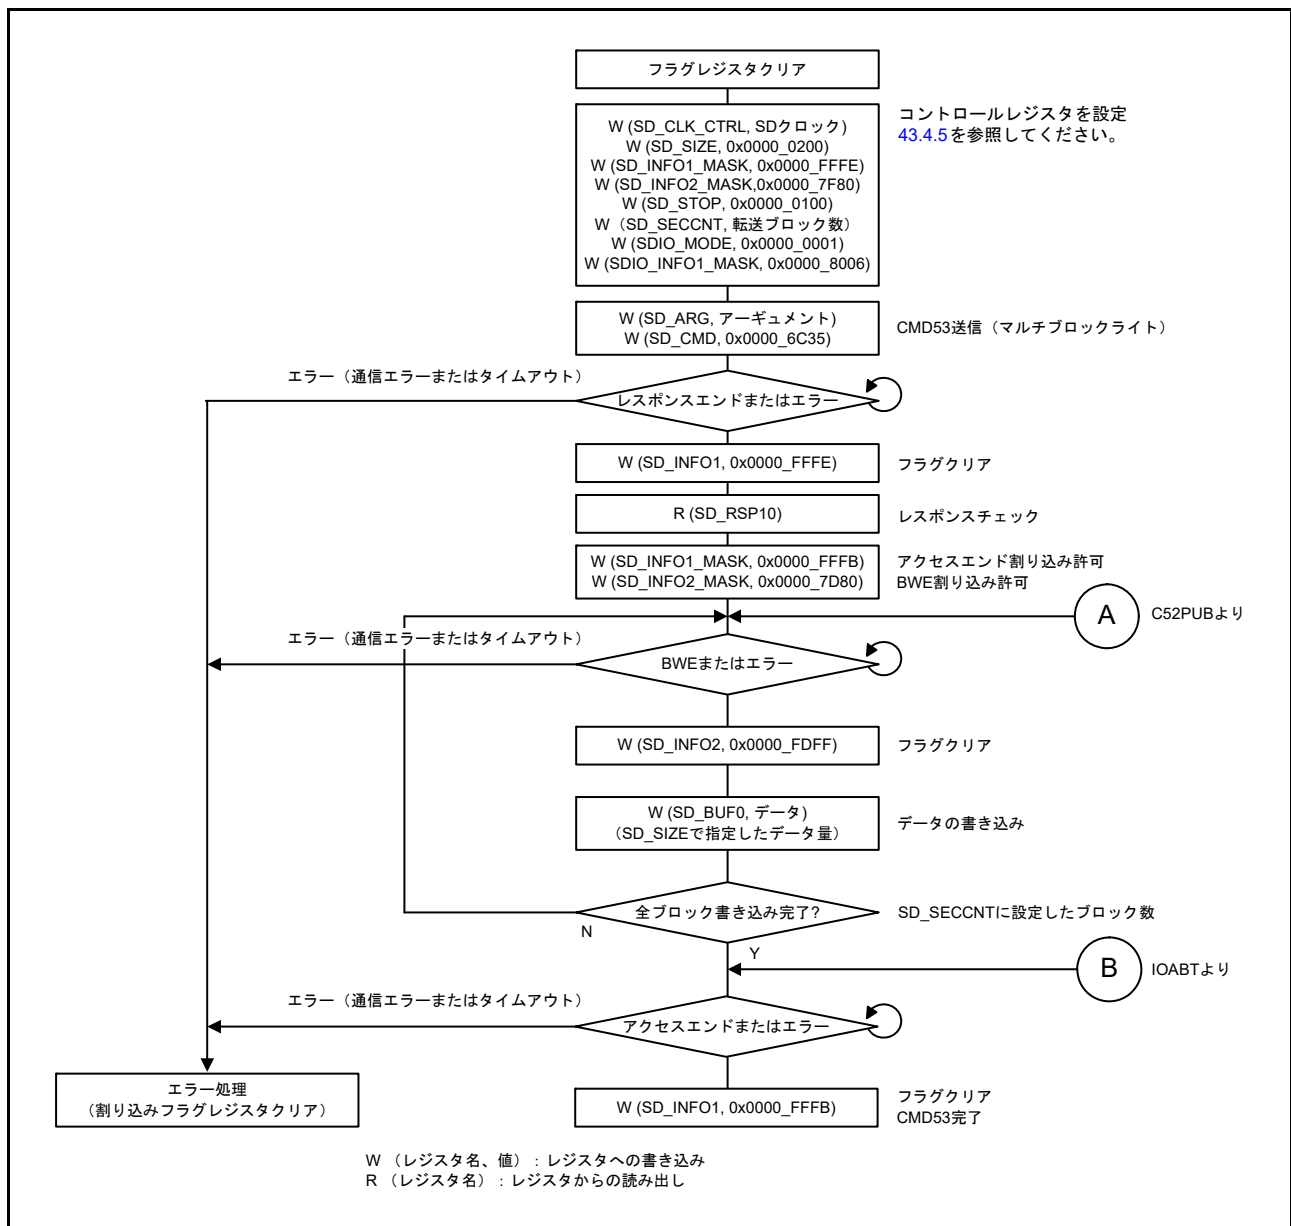 フラグレジスタクリア
W (SD_CLK_CTRL, SDクロック)
W (SD_SIZE, 0x0000_0200)
W (SD_INFO1_MASK, 0x0000_FFFE)
W (SD_INFO2_MASK,0x0000_7F80)
W (SD_STOP, 0x0000_0100)
W（SD_SECCNT, 転送ブロック数）
W (SDIO_MODE, 0x0000_0001)
W (SDIO_INFO1_MASK, 0x0000_8006)
コントロールレジスタを設定
43.4.5を参照してください。
W (SD_ARG, アーギュメント)
W (SD_CMD, 0x0000_6C35)
CMD53送信（マルチブロックライト）
エラー（通信エラーまたはタイムアウト）
レスポンスエンドまたはエラー
W (SD_INFO1, 0x0000_FFFE)
フラグクリア
R (SD_RSP10)
レスポンスチェック
W (SD_INFO1_MASK, 0x0000_FFFB)
W (SD_INFO2_MASK, 0x0000_7D80)
アクセスエンド割り込み許可
BWE割り込み許可
A
C52PUBより
エラー（通信エラーまたはタイムアウト）
BWEまたはエラー
W (SD_INFO2, 0x0000_FDFF)
フラグクリア
W (SD_BUF0, データ)
（SD_SIZEで指定したデータ量）
データの書き込み
全ブロック書き込み完了?
SD_SECCNTに設定したブロック数
N
Y
B
IOABTより
エラー（通信エラーまたはタイムアウト）
アクセスエンドまたはエラー
エラー処理
（割り込みフラグレジスタクリア）
W (SD_INFO1, 0x0000_FFFB)
フラグクリア
CMD53完了
W （レジスタ名、値）：レジスタへの書き込み
R （レジスタ名）：レジスタからの読み出し